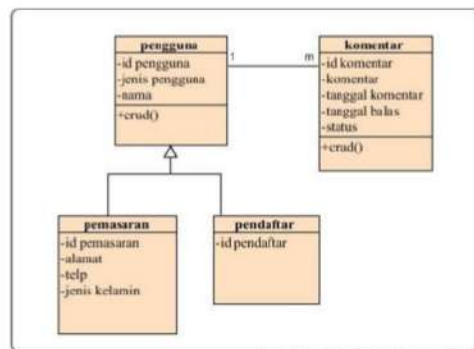 pengguna
-id pengguna
-jenis pengguna
-nama
+crud()
1
m
komentar
-id komentar
-komentar
-tanggal komentar
-tanggal balas
-status
+crud()
pemasaran
-id pemasaran
-alamat
-telp
-jenis kelamin
pendaftar
-id pendaftar